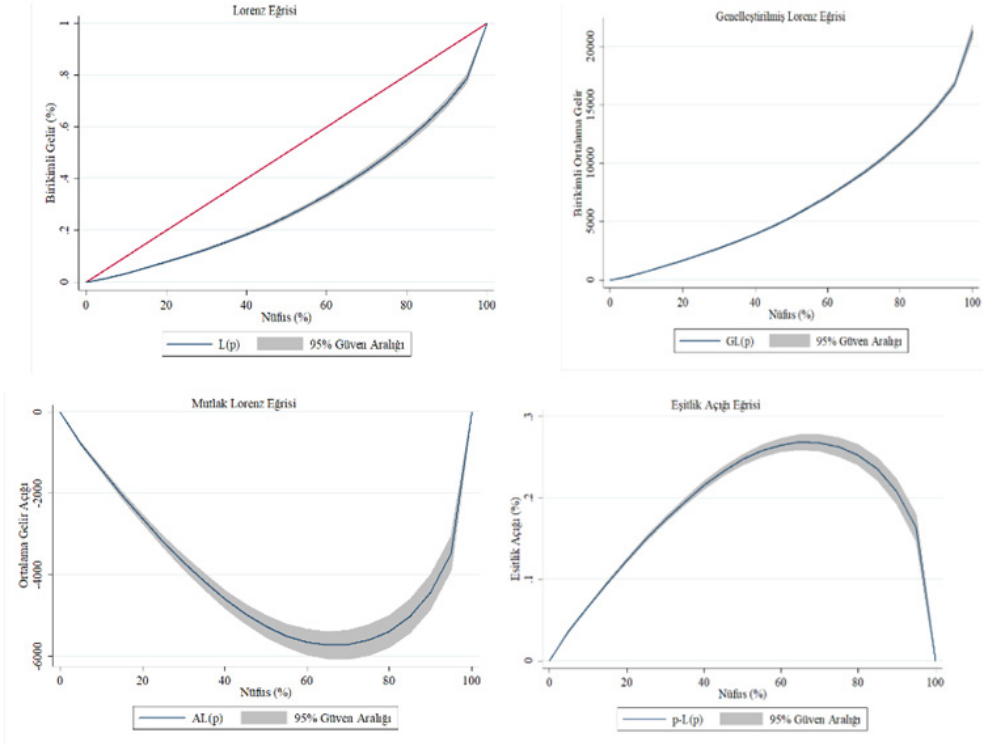 Lorenz Eğrisi
Birikimli Gelir (%)
1
.8
.6
.4
.2
0
0 20 40 60 80 100
Nüfus (%)
L(p) 95% Güven Aralığı
Genelleştirilmiş Lorenz Eğrisi
Birikimli Ortalama Gelir
20000
15000
10000
5000
0
0 20 40 60 80 100
Nüfus (%)
GL(p) 95% Güven Aralığı
Mutlak Lorenz Eğrisi
Ortalama Gelir Açığı
0
-2000
-4000
-6000
0 20 40 60 80 100
Nüfus (%)
AL(p) 95% Güven Aralığı
Eşitlik Açığı Eğrisi
Esitlik Açığı (%)
.3
.2
.1
0
0 20 40 60 80 100
Nüfus (%)
p-L(p) 95% Güven Aralığı